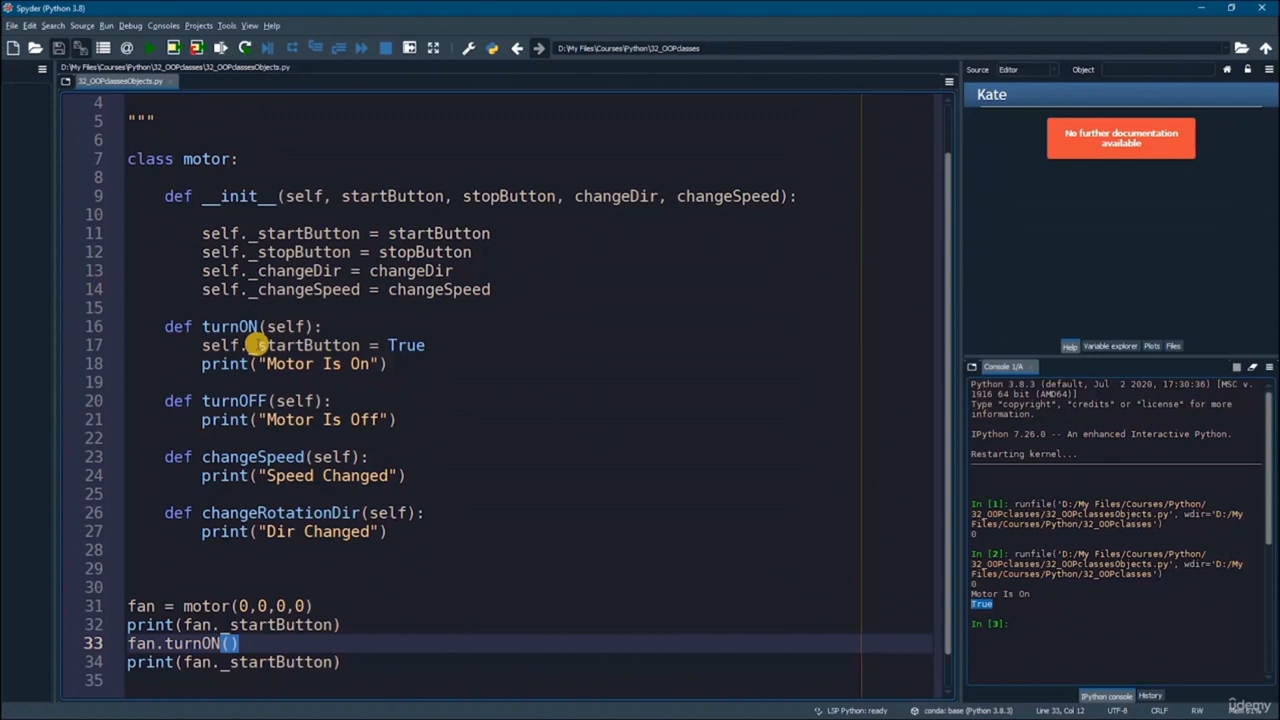 Spyder (Python 3.8)
File Edit Search Source Run Debug Consoles Projects Tools View Help
D:\My Files\Courses\Python\32_OOPclasses
D:\My Files\Courses\Python\32_OOPclasses\32_OOPclassesObjects.py
32_OOPclassesObjects.py
4
5 """
6
7 class motor:
8
9 def __init__(self, startButton, stopButton, changeDir, changeSpeed):
10
11 self._startButton = startButton
12 self._stopButton = stopButton
13 self._changeDir = changeDir
14 self._changeSpeed = changeSpeed
15
16 def turnON(self):
17 self._startButton = True
18 print("Motor Is On")
19
20 def turnOFF(self):
21 print("Motor Is Off")
22
23 def changeSpeed(self):
24 print("Speed Changed")
25
26 def changeRotationDir(self):
27 print("Dir Changed")
28
29
30
31 fan = motor(0,0,0,0)
32 print(fan._startButton)
33 fan.turnON()
34 print(fan._startButton)
35
Source Editor Object
Kate
No further documentation
available
Help Variable explorer Plots Files
Console 1/A
Python 3.8.3 (default, Jul 2 2020, 17:30:36) [MSC v.
1916 64 bit (AMD64)]
Type "copyright", "credits" or "license" for more
information.
IPython 7.26.0 -- An enhanced Interactive Python.
Restarting kernel...
In [1]: runfile('D:/My Files/Courses/Python/
32_OOPclasses/32_OOPclassesObjects.py', wdir='D:/My
Files/Courses/Python/32_OOPclasses')
0
In [2]: runfile('D:/My Files/Courses/Python/
32_OOPclasses/32_OOPclassesObjects.py', wdir='D:/My
Files/Courses/Python/32_OOPclasses')
0
Motor Is On
True
In [3]:
IPython console History
LSP Python: ready conda: base (Python 3.8.3) Line 33, Col 12 UTF-8 CRLF RW
udemy